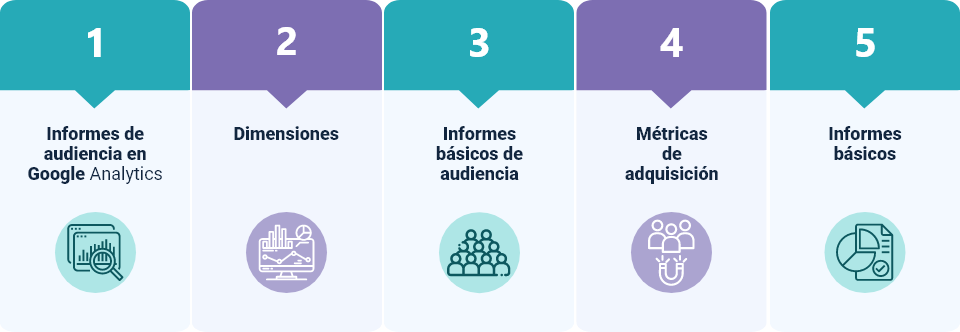 1
Informes de
audiencia en
Google Analytics
2
Dimensiones
3
Informes
básicos de
audiencia
4
Métricas
de
adquisición
5
Informes
básicos